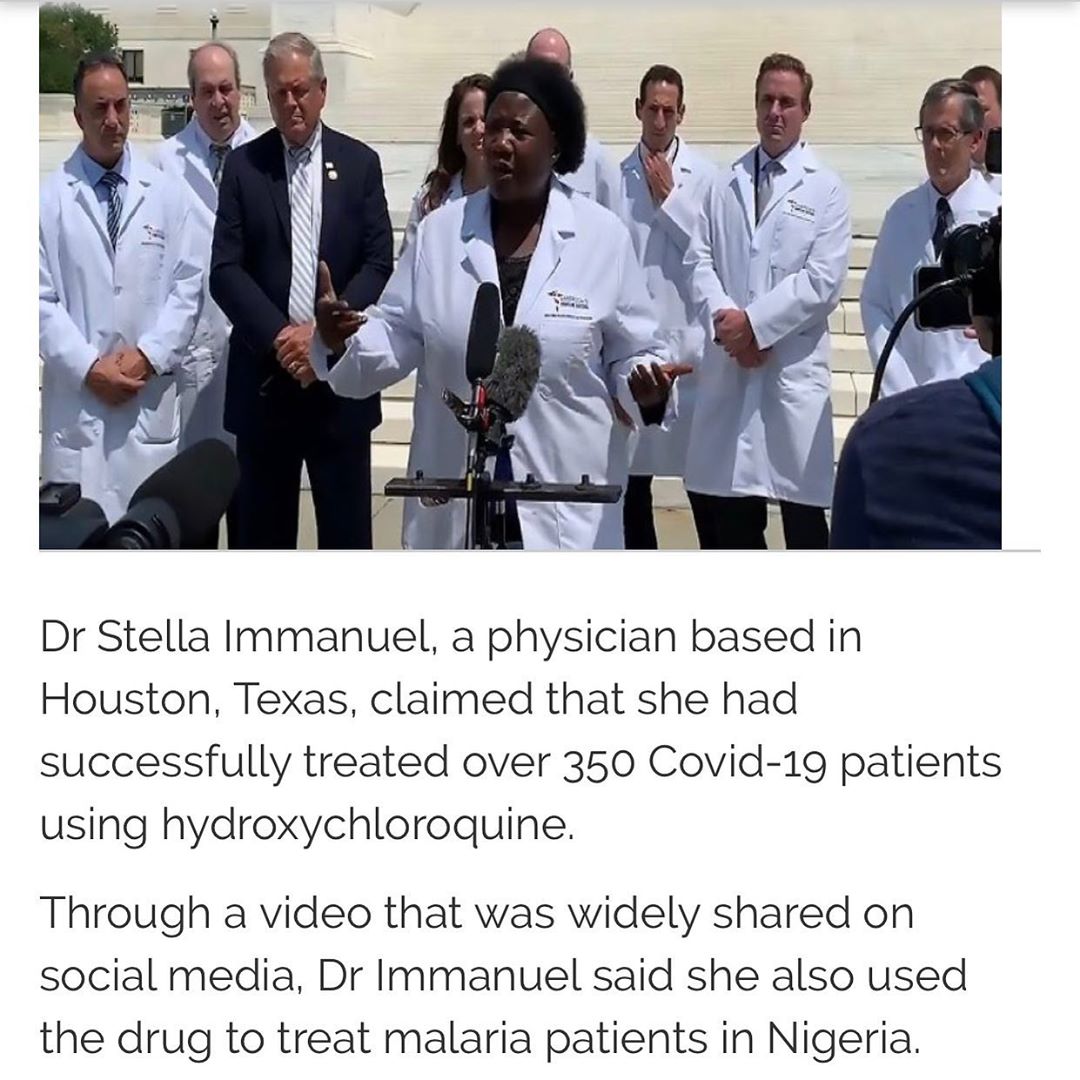 Dr Stella Immanuel, a physician based in
Houston, Texas, claimed that she had
successfully treated over 350 Covid-19 patients
using hydroxychloroquine.
Through a video that was widely shared on
social media, Dr Immanuel said she also used
the drug to treat malaria patients in Nigeria.